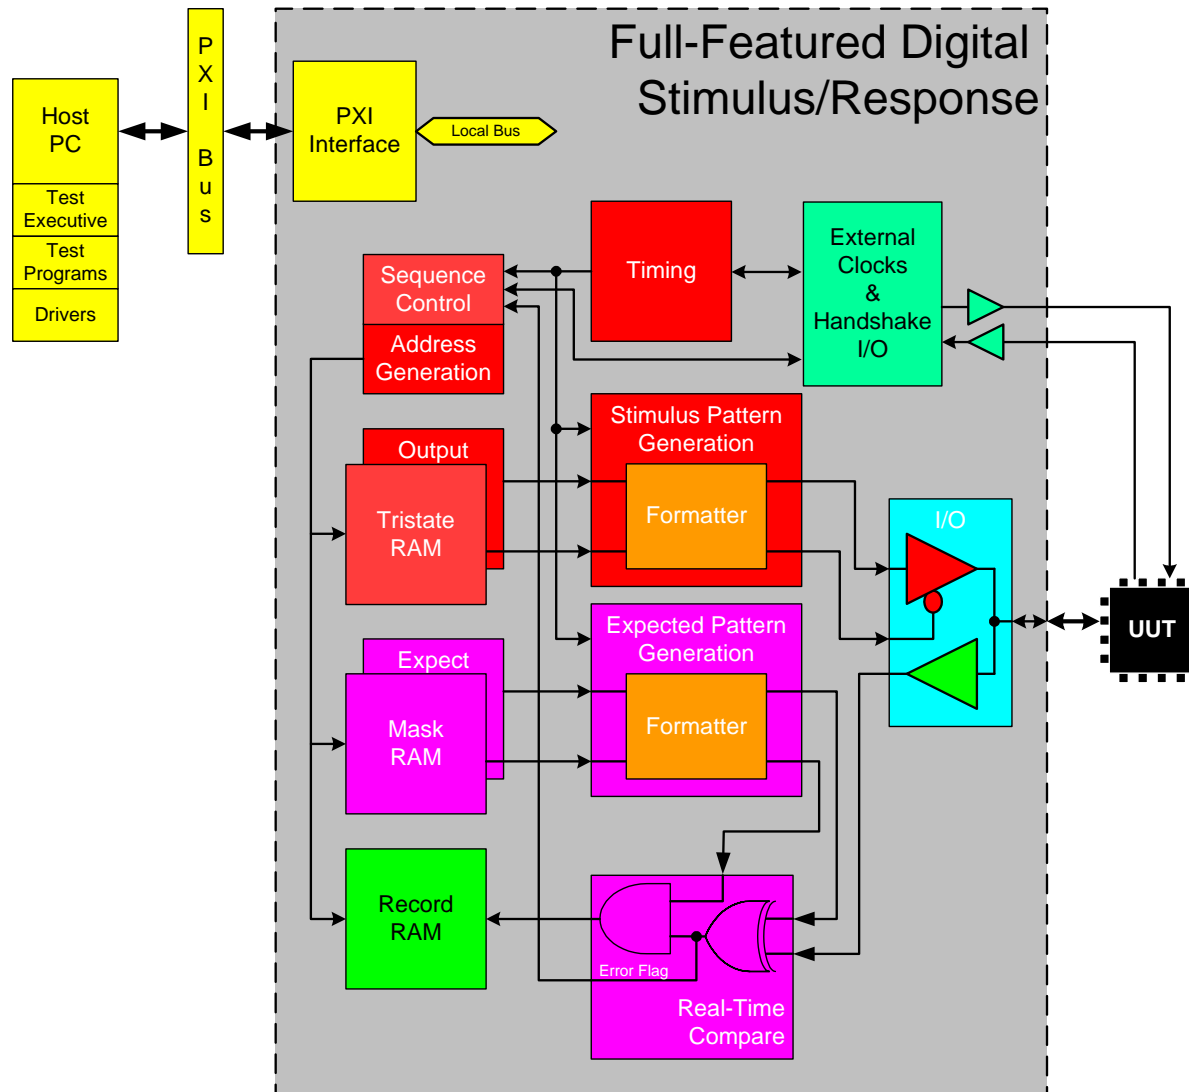 Full-Featured Digital
Stimulus/Response
Host
PC
Test
Executive
Test
Programs
Drivers
P
X
I
B
u
s
PXI
Interface
Local Bus
Timing
External
Clocks
&
Handshake
I/O
Sequence
Control
Address
Generation
Stimulus Pattern
Generation
Formatter
Output
Tristate
RAM
I/O
UUT
Expected Pattern
Generation
Formatter
Expect
Mask
RAM
Record
RAM
Error Flag
Real-Time
Compare